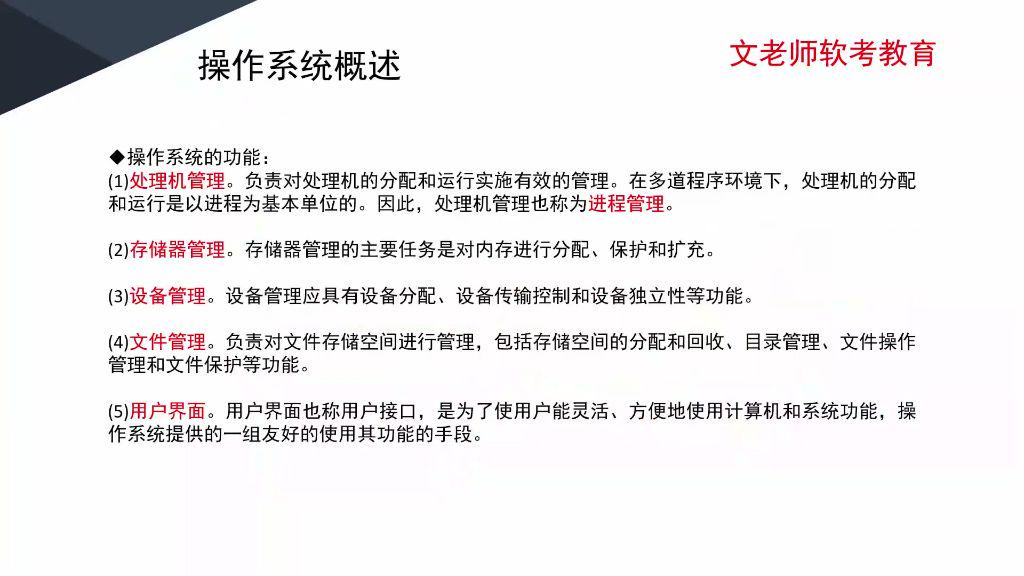 操作系统概述
文老师软考教育
◆操作系统的功能：
(1)处理机管理。负责对处理机的分配和运行实施有效的管理。在多道程序环境下，处理机的分配
和运行是以进程为基本单位的。因此，处理机管理也称为进程管理。
(2)存储器管理。存储器管理的主要任务是对内存进行分配、保护和扩充。
(3)设备管理。设备管理应具有设备分配、设备传输控制和设备独立性等功能。
(4)文件管理。负责对文件存储空间进行管理，包括存储空间的分配和回收、目录管理、文件操作
管理和文件保护等功能。
(5)用户界面。用户界面也称用户接口，是为了使用户能灵活、方便地使用计算机和系统功能，操
作系统提供的一组友好的使用其功能的手段。